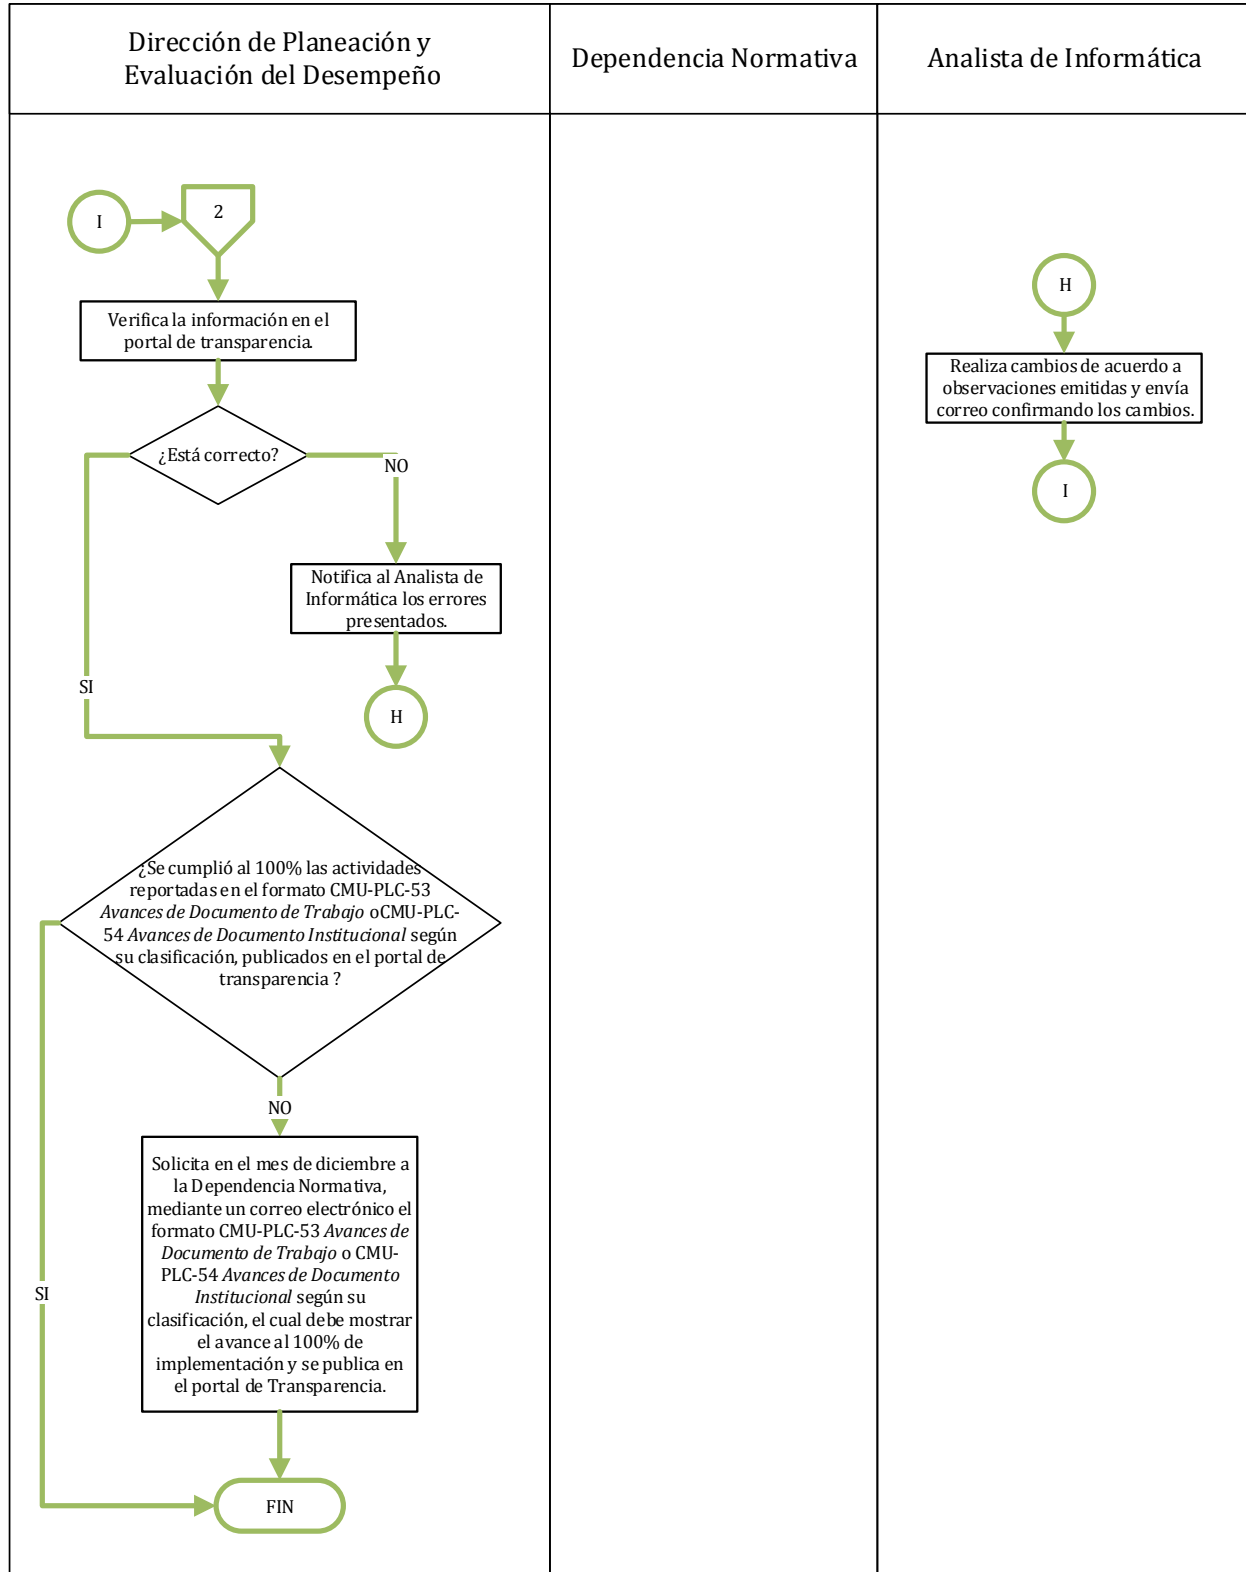 Dirección de Planeación y
Evaluación del Desempeño
Dependencia Normativa
Analista de Informática
I
2
Verifica la información en el
portal de transparencia.
¿Está correcto?
NO
SI
Notifica al Analista de
Informática los errores
presentados.
H
¿Se cumplió al 100% las actividades
reportadas en el formato CMU-PLC-53
Avances de Documento de Trabajo oCMU-PLC-
54 Avances de Documento Institucional según
su clasificación, publicados en el portal de
transparencia ?
NO
SI
Solicita en el mes de diciembre a
la Dependencia Normativa,
mediante un correo electrónico el
formato CMU-PLC-53 Avances de
Documento de Trabajo o CMU-
PLC-54 Avances de Documento
Institucional según su
clasificación, el cual debe mostrar
el avance al 100% de
implementación y se publica en
el portal de Transparencia.
FIN
H
Realiza cambios de acuerdo a
observaciones emitidas y envía
correo confirmando los cambios.
I